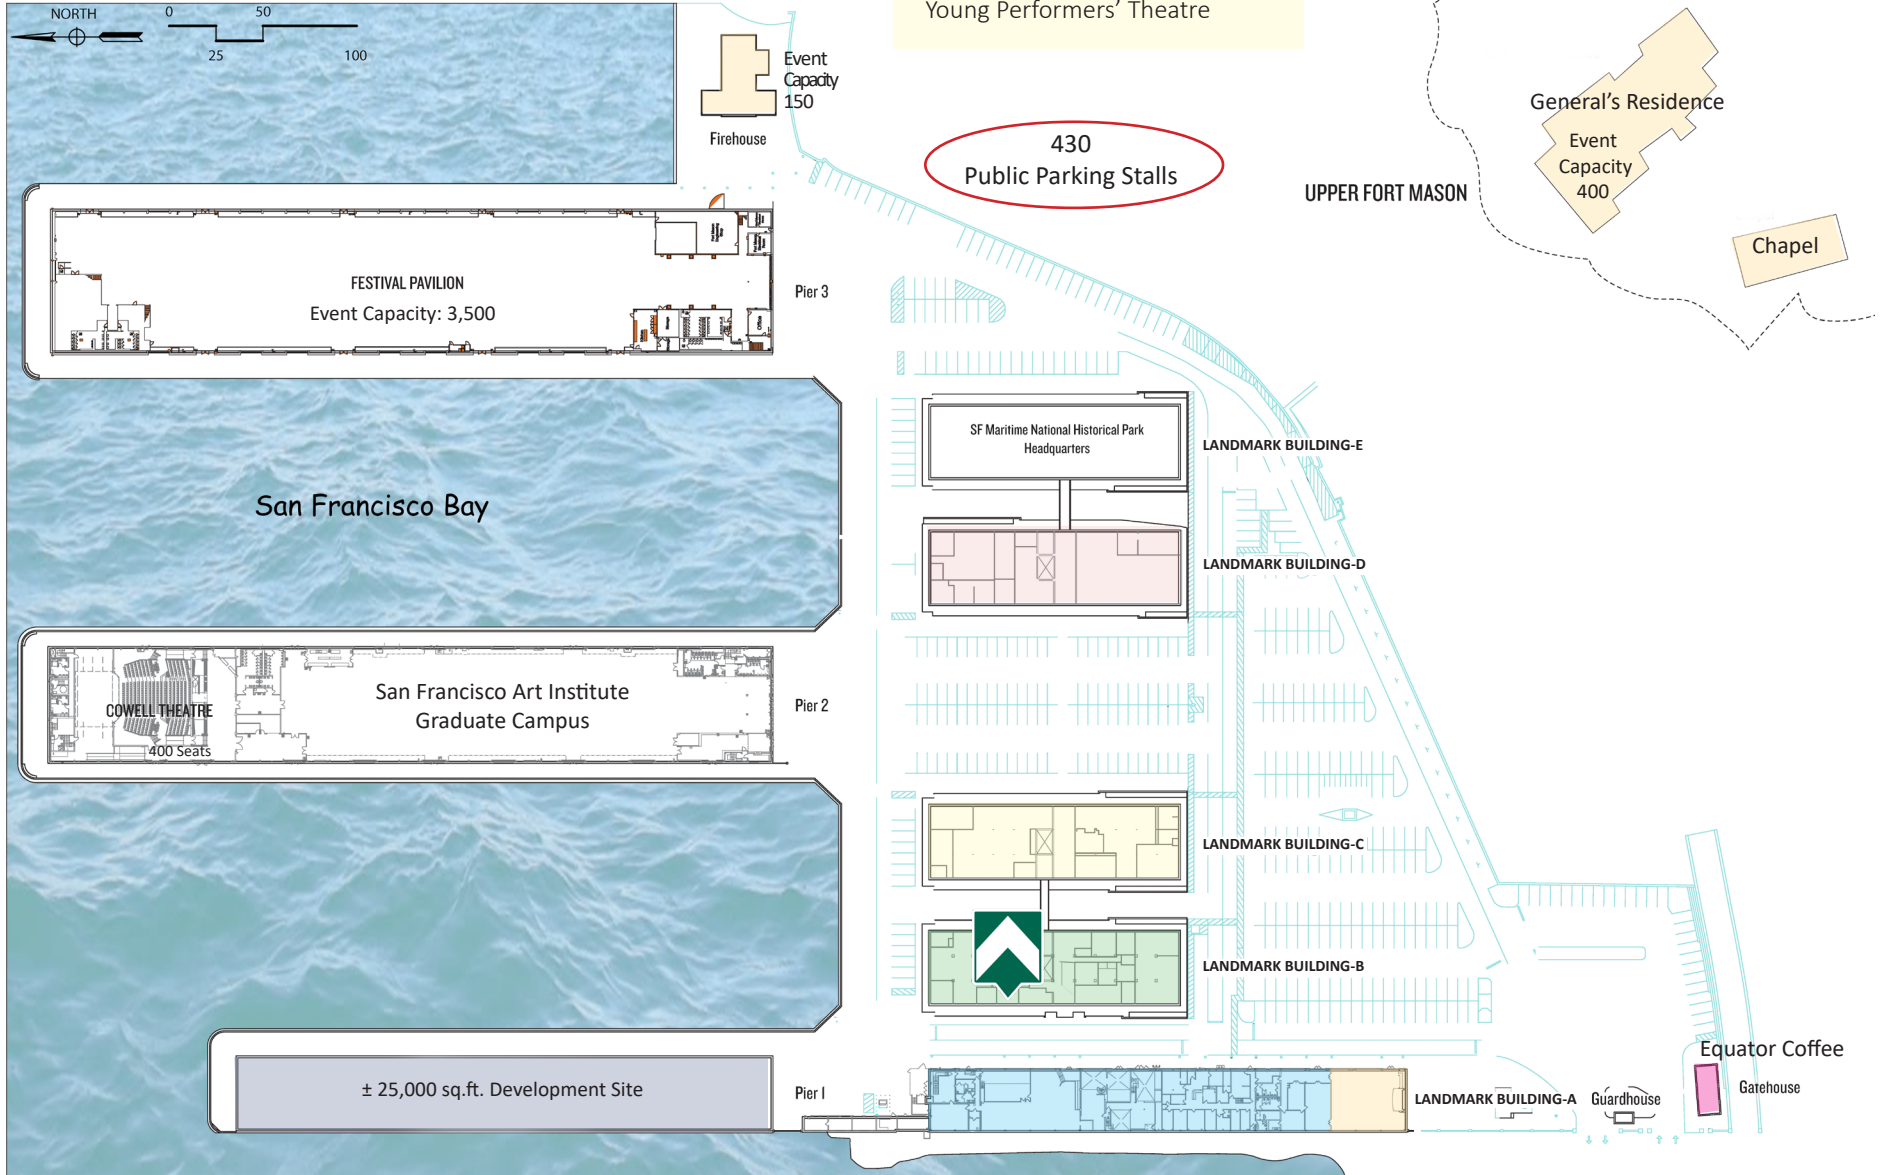 Young Performers’ Theatre
NORTH
0 50
25 100
Event
Capacity
150
Firehouse
430
Public Parking Stalls
General’s Residence
Event
Capacity
400
UPPER FORT MASON
Chapel
FESTIVAL PAVILION
Event Capacity: 3,500
Storage
Office
Pier 3
SF Maritime National Historical Park
Headquarters
LANDMARK BUILDING-E
San Francisco Bay
LANDMARK BUILDING-D
San Francisco Art Institute
Graduate Campus
COWELL THEATRE
400 Seats
Pier 2
LANDMARK BUILDING-C
LANDMARK BUILDING-B
Equator Coffee
Gatehouse
± 25,000 sq.ft. Development Site
Pier 1
LANDMARK BUILDING-A
Guardhouse